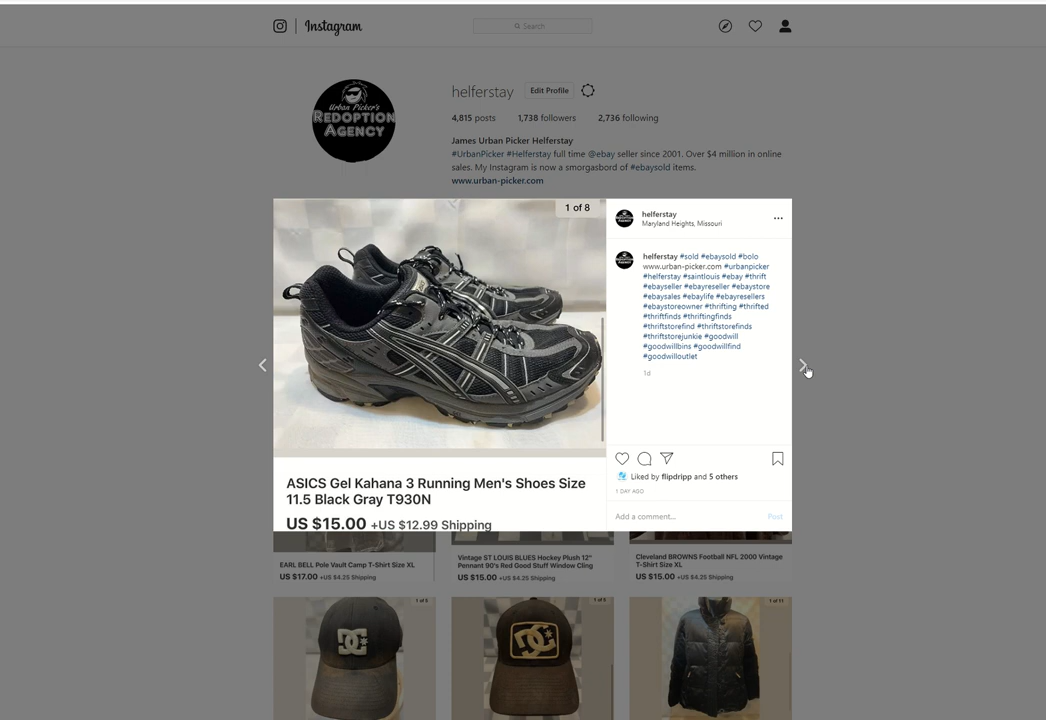 Instagram
Search
Urban Picker's
REDOPTION
AGENCY
helferstay
Edit Profile
4,815 posts 1,738 followers 2,736 following
James Urban Picker Helferstay
#UrbanPicker #Helferstay full time @ebay seller since 2001. Over $4 million in online
sales. My Instagram is now a smorgasbord of #ebaysold items.
www.urban-picker.com
1 of 8
ASICS Gel Kahana 3 Running Men's Shoes Size
11.5 Black Gray T930N
US $15.00 +US $12.99 Shipping
helferstay
Maryland Heights, Missouri
helferstay #sold #ebaysold #bolo
www.urban-picker.com #urbanpicker
#helferstay #saintlouis #ebay #thrift
#ebayseller #ebayreseller #ebaystore
#ebaysales #ebaylife #ebayresellers
#ebaystoreowner #thrifting #thrifted
#thriftfinds #thriftingfinds
#thriftstorefind #thriftstorefinds
#thriftstorejunkie #goodwill
#goodwillbins #goodwillfind
#goodwilloutlet
1d
Liked by flipdripp and 5 others
1 DAY AGO
Add a comment...
Post
EARL BELL Pole Vault Camp T-Shirt Size XL
US $17.00 +US $4.25 Shipping
Vintage ST LOUIS BLUES Hockey Plush 12"
Pennant 90's Red Good Stuff Window Cling
US $15.00 +US $4.25 Shipping
Cleveland BROWNS Football NFL 2000 Vintage
T-Shirt Size XL
US $15.00 +US $4.25 Shipping
1 of 11